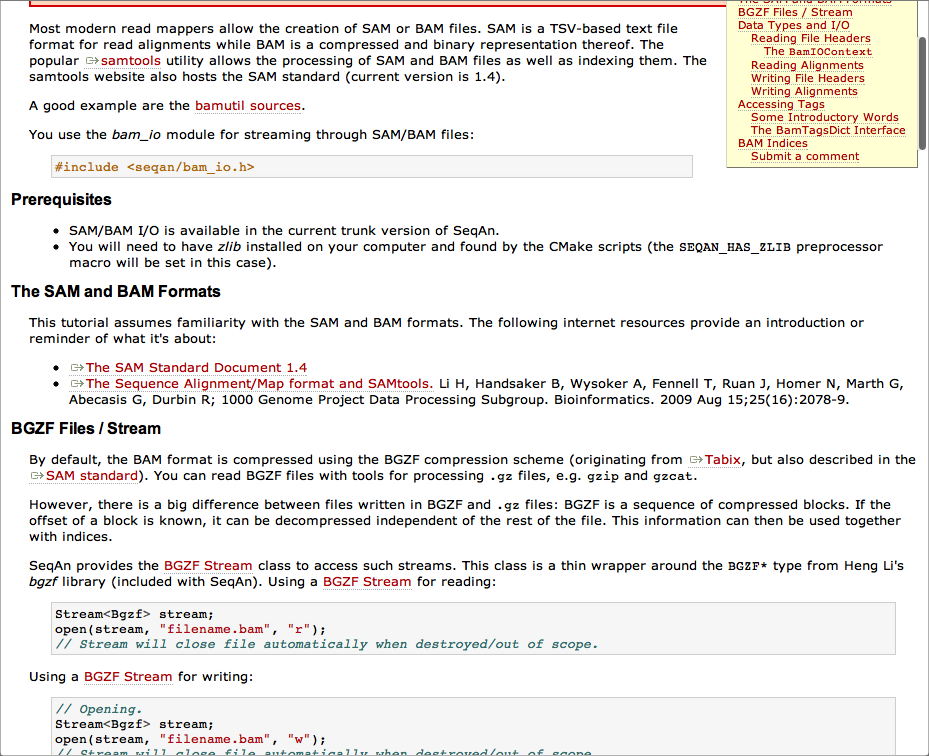 Most modern read mappers allow the creation of SAM or BAM files. SAM is a TSV-based text file
format for read alignments while BAM is a compressed and binary representation thereof. The
popular samtools utility allows the processing of SAM and BAM files as well as indexing them. The
samtools website also hosts the SAM standard (current version is 1.4).
A good example are the bamutil sources.
You use the bam_io module for streaming through SAM/BAM files:
#include <seqan/bam_io.h>
The SAM and BAM Formats
BGZF Files / Stream
Data Types and I/O
Reading File Headers
The BamIOContext
Reading Alignments
Writing File Headers
Writing Alignments
Accessing Tags
Some Introductory Words
The BamTagsDict Interface
BAM Indices
Submit a comment
Prerequisites
SAM/BAM I/O is available in the current trunk version of SeqAn.
You will need to have zlib installed on your computer and found by the CMake scripts (the SEQAN_HAS_ZLIB preprocessor
macro will be set in this case).
The SAM and BAM Formats
This tutorial assumes familiarity with the SAM and BAM formats. The following internet resources provide an introduction or
reminder of what it's about:
The SAM Standard Document 1.4
The Sequence Alignment/Map format and SAMtools. Li H, Handsaker B, Wysoker A, Fennell T, Ruan J, Homer N, Marth G,
Abecasis G, Durbin R; 1000 Genome Project Data Processing Subgroup. Bioinformatics. 2009 Aug 15;25(16):2078-9.
BGZF Files / Stream
By default, the BAM format is compressed using the BGZF compression scheme (originating from Tabix, but also described in the
SAM standard). You can read BGZF files with tools for processing .gz files, e.g. gzip and gzcat.
However, there is a big difference between files written in BGZF and .gz files: BGZF is a sequence of compressed blocks. If the
offset of a block is known, it can be decompressed independent of the rest of the file. This information can then be used together
with indices.
SeqAn provides the BGZF Stream class to access such streams. This class is a thin wrapper around the BGZF* type from Heng Li's
bgzf library (included with SeqAn). Using a BGZF Stream for reading:
Stream<Bgzf> stream;
open(stream, "filename.bam", "r");
// Stream will close file automatically when destroyed/out of scope.
Using a BGZF Stream for writing:
// Opening.
Stream<Bgzf> stream;
open(stream, "filename.bam", "w");
// Stream will close file automatically when destroyed/out of scope.